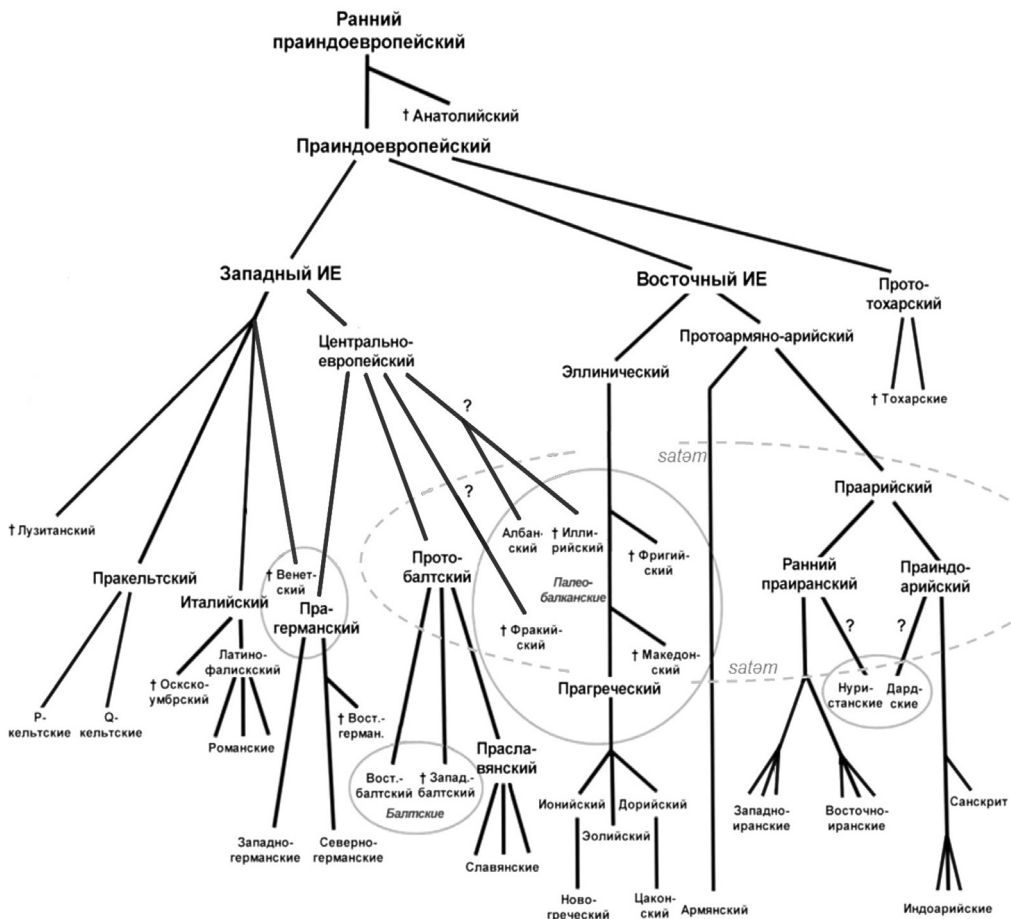 Ранний
праиндоевропейский
† Анатолийский
Праиндоевропейский
Западный ИЕ
Восточный ИЕ
Прото-
тохарский
Центрально-
европейский
Протоармяно-арийский
Эллинический
† Тохарские
?
satəm
?
Праарийский
† Лузитанский
Албан-
ский
† Илли-
рийский
† Фригий-
ский
Пракельтский
† Венет-
ский
Прото-
балтский
Палео-
балканские
Ранний
праиранский
Праиндо-
арийский
Италийский
Пра-
германский
† Фракий-
ский
? ?
† Оскско-
умбрский
Латино-
фалискский
† Македон-
ский
satəm
Прагреческий
Нури-
станские
Дард-
ские
P-
кельтские
Q-
кельтские
Романские
† Вост.-
герман.
Прасла-
вянский
Вост.-
балтский
† Запад.-
балтский
Балтские
Ионийский
Дорийский
Эолийский
Западно-
иранские
Восточно-
иранские
Санскрит
Западно-
германские
Северно-
германские
Славянские
Ново-
греческий
Цакон-
ский
Армянский
Индоарийские